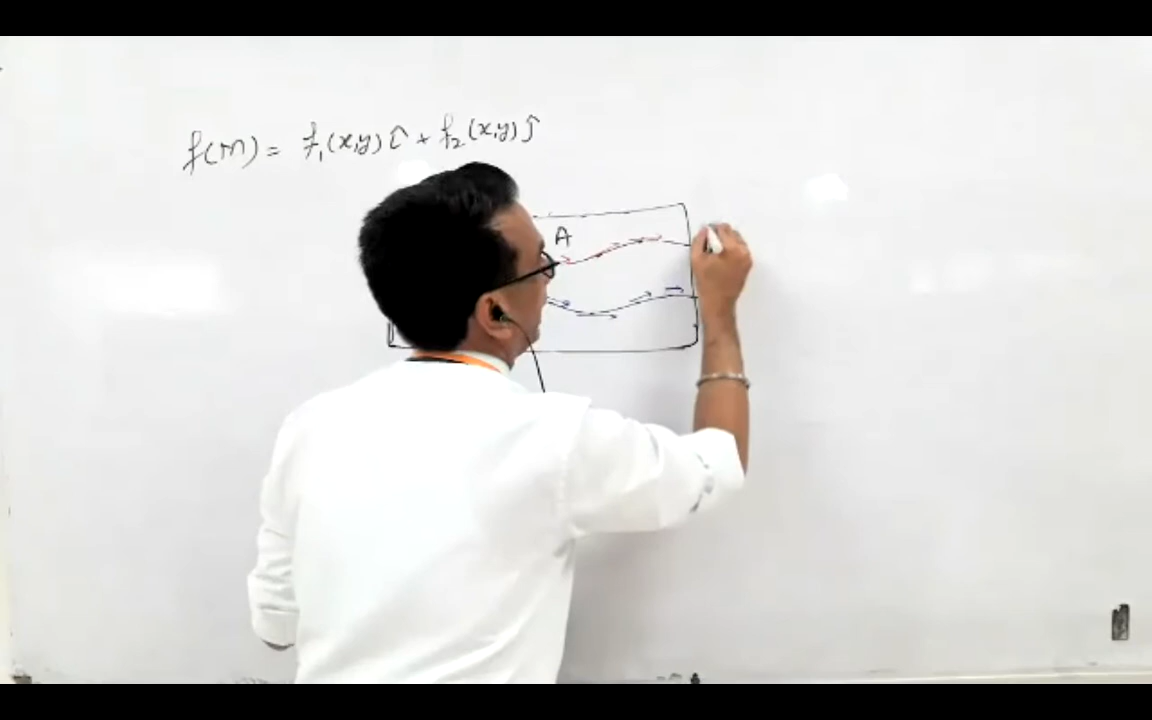 f(m) = f₁(x,y) î + f₂(x,y) ĵ
A